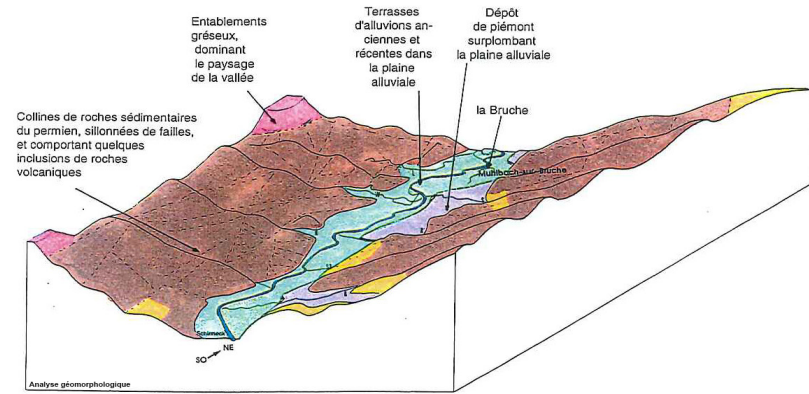 Entablements
gréseux,
dominant
le paysage
de la vallée
Terrasses
d'alluvions an-
ciennes et
récentes dans
la plaine
alluviale
Dépôt
de piémont
surplombant
la plaine alluviale
la Bruche
Collines de roches sédimentaires
du permien, sillonnées de failles,
et comportant quelques
inclusions de roches
volcaniques
Muhlbach-sur-Bruche
Schirmeck
SO NE
Analyse géomorphologique